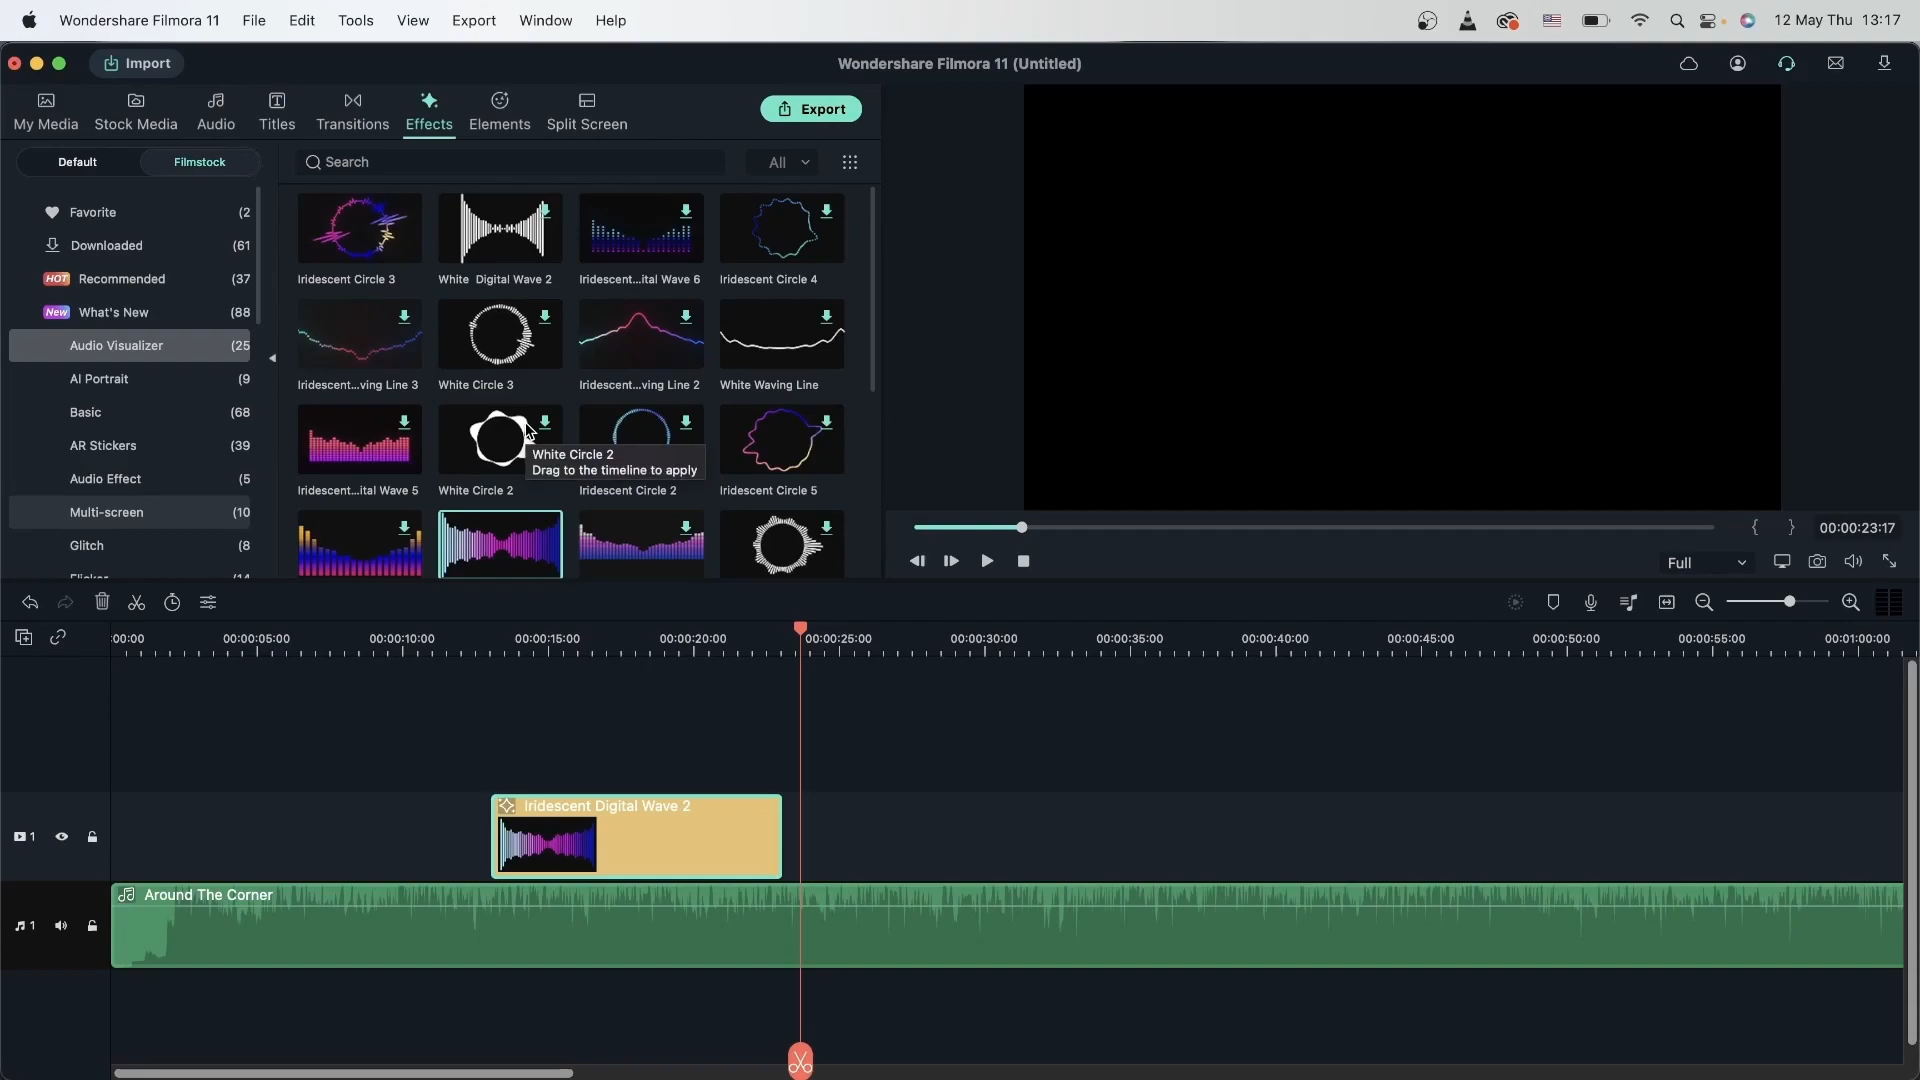 Wondershare Filmora 11 File Edit Tools View Export Window Help 12 May Thu 13:17
Import Wondershare Filmora 11 (Untitled)
My Media Stock Media Audio Titles Transitions Effects Elements Split Screen Export
Default Filmstock Search All
Favorite (2
Downloaded (61
HOT Recommended (37
New What's New (88
Audio Visualizer (25
AI Portrait (9
Basic (68
AR Stickers (39
Audio Effect (5
Multi-screen (10
Glitch (8
Iridescent Circle 3 White Digital Wave 2 Iridescent...ital Wave 6 Iridescent Circle 4
Iridescent...ving Line 3 White Circle 3 Iridescent...ving Line 2 White Waving Line
White Circle 2
Drag to the timeline to apply
Iridescent...ital Wave 5 White Circle 2 Iridescent Circle 2 Iridescent Circle 5
{ } 00:00:23:17
Full
:00:00 00:00:05:00 00:00:10:00 00:00:15:00 00:00:20:00 00:00:25:00 00:00:30:00 00:00:35:00 00:00:40:00 00:00:45:00 00:00:50:00 00:00:55:00 00:01:00:00
Iridescent Digital Wave 2
1
Around The Corner
1